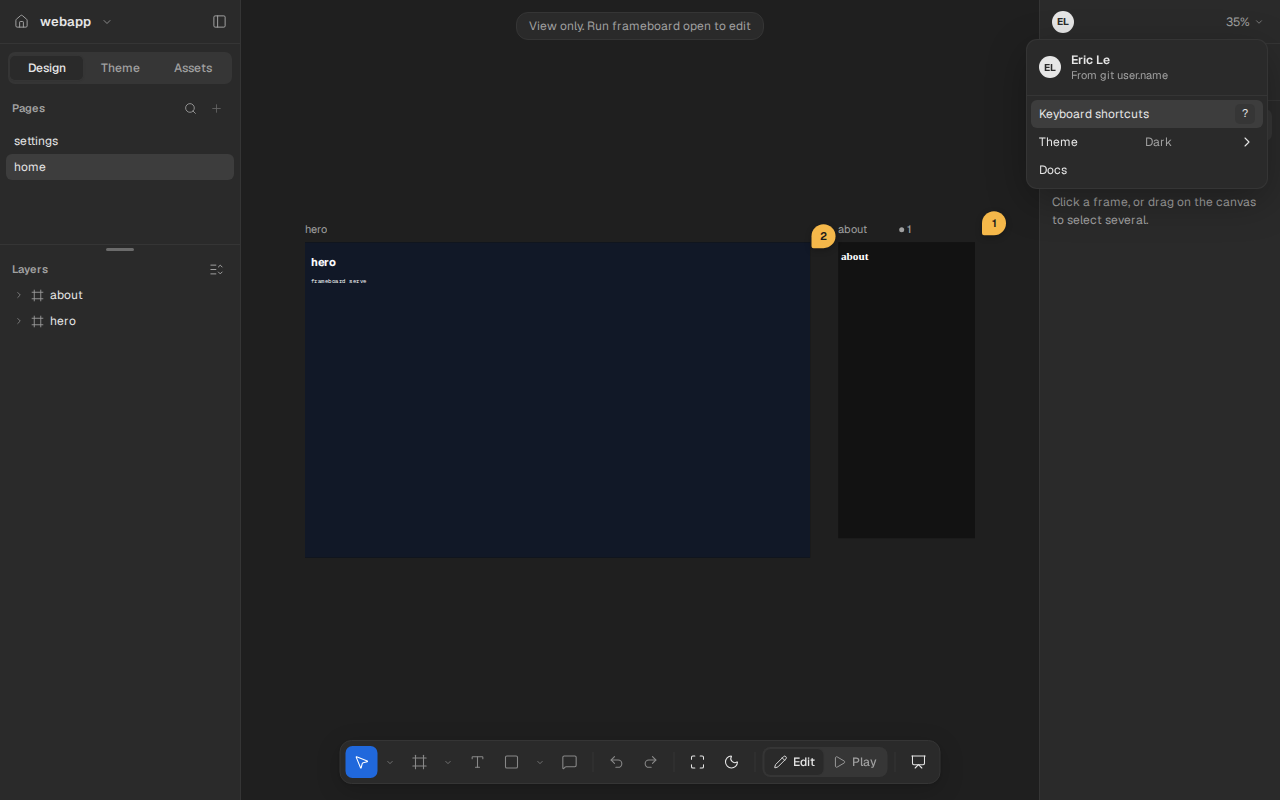 webapp
View only. Run frameboard open to edit
EL
35%
Design
Theme
Assets
EL
Eric Le
From git user.name
Pages
Keyboard shortcuts
?
settings
Theme
Dark
home
Docs
Click a frame, or drag on the canvas
to select several.
hero
2
about
1
1
hero
frameboard serve
about
Layers
about
hero
Edit
Play